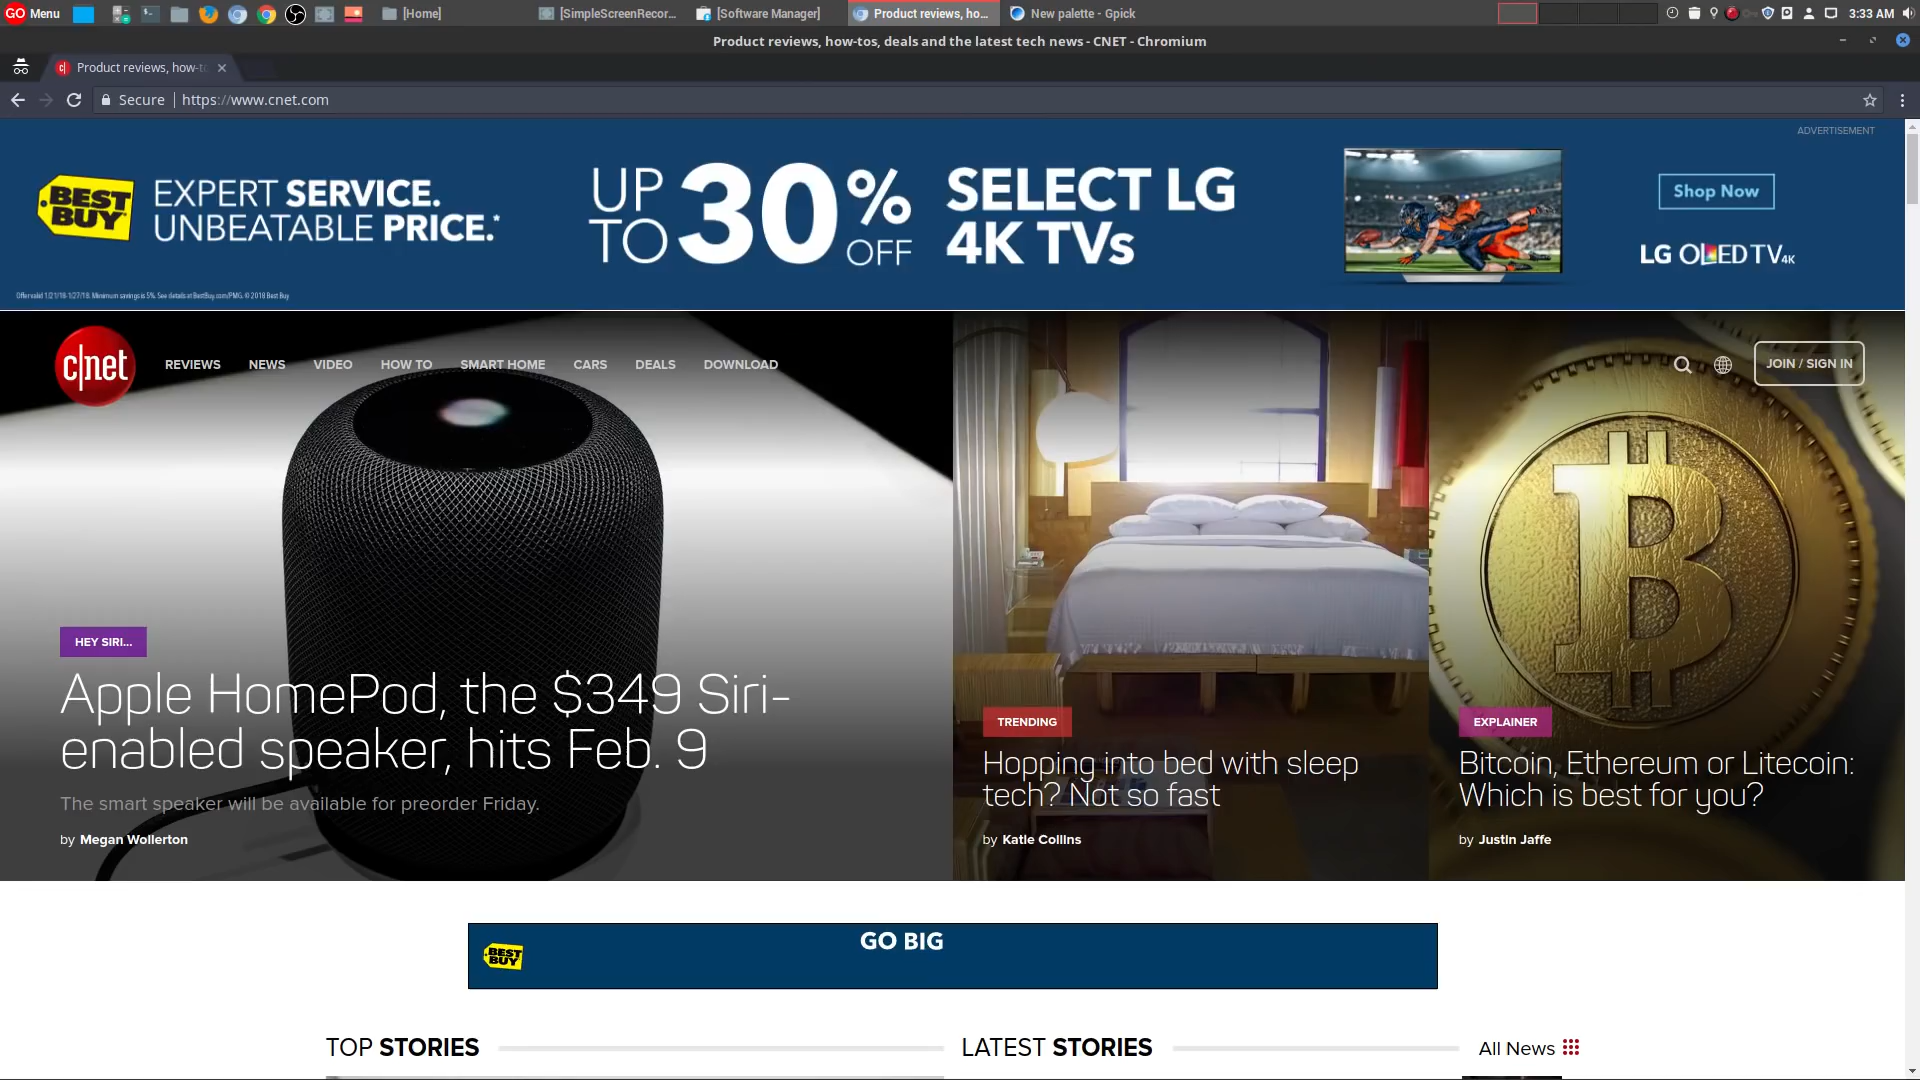 GO Menu
[Home]
[SimpleScreenRecor...
[Software Manager]
Product reviews, ho...
New palette - Gpick
3:33 AM
Product reviews, how-tos, deals and the latest tech news - CNET - Chromium
Product reviews, how-to
Secure
https://www.cnet.com
ADVERTISEMENT
BEST BUY
EXPERT SERVICE.
UNBEATABLE PRICE.*
UP TO 30% OFF
SELECT LG
4K TVs
Shop Now
LG OLED TV 4K
Offer valid 1/21/18-1/27/18. Minimum savings is 5%. See details at BestBuy.com/PMG. © 2018 Best Buy
c|net
REVIEWS
NEWS
VIDEO
HOW TO
SMART HOME
CARS
DEALS
DOWNLOAD
JOIN / SIGN IN
HEY SIRI...
Apple HomePod, the $349 Siri-
enabled speaker, hits Feb. 9
The smart speaker will be available for preorder Friday.
by Megan Wollerton
TRENDING
Hopping into bed with sleep
tech? Not so fast
by Katie Collins
EXPLAINER
Bitcoin, Ethereum or Litecoin:
Which is best for you?
by Justin Jaffe
BEST BUY
GO BIG
TOP STORIES
LATEST STORIES
All News